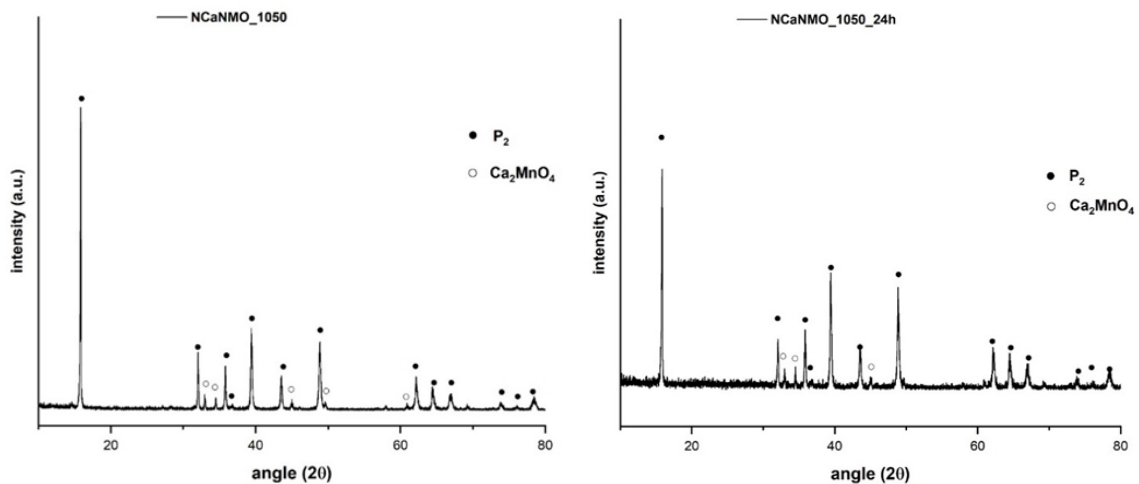 NCaNMO_1050
P₂
Ca₂MnO₄
intensity (a.u.)
20
40
60
80
angle (2θ)
NCaNMO_1050_24h
P₂
Ca₂MnO₄
intensity (a.u.)
20
40
60
80
angle (2θ)